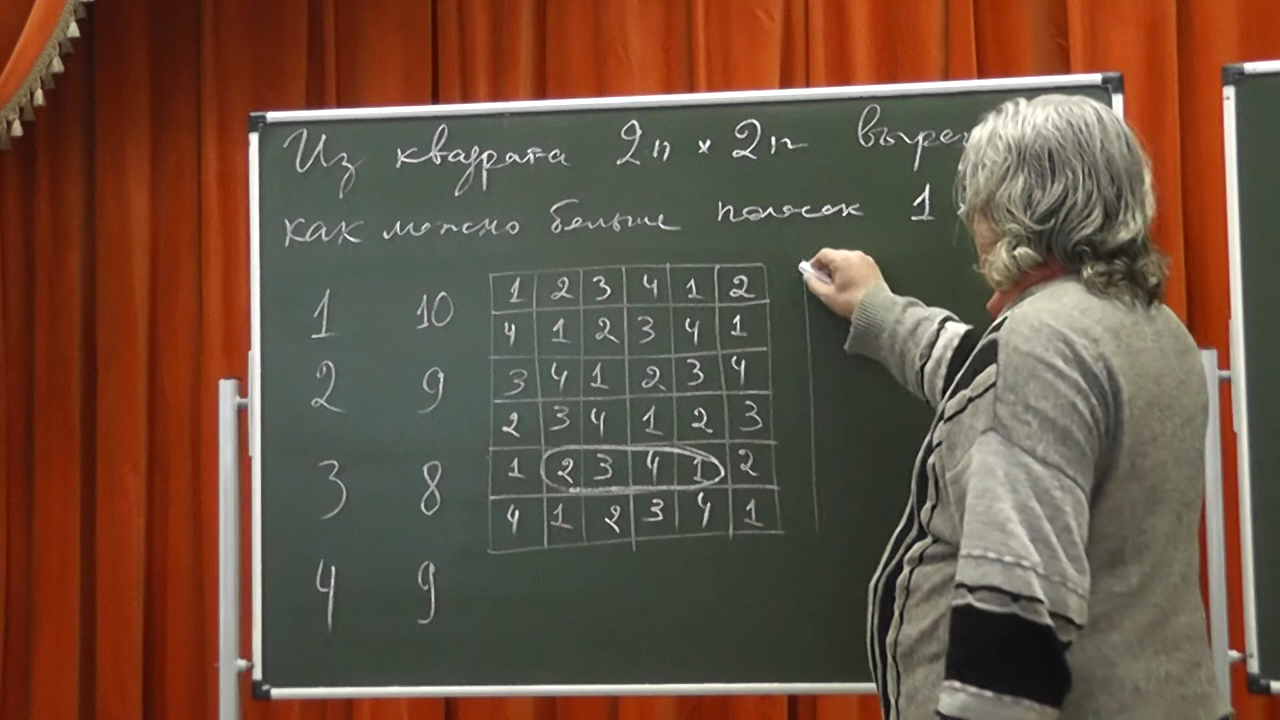 Из квадрата 2n × 2n выре
как можно больше полосок 1
1 10
2 9
3 8
4 9
1 2 3 4 1 2
4 1 2 3 4 1
3 4 1 2 3 4
2 3 4 1 2 3
1 2 3 4 1 2
4 1 2 3 4 1